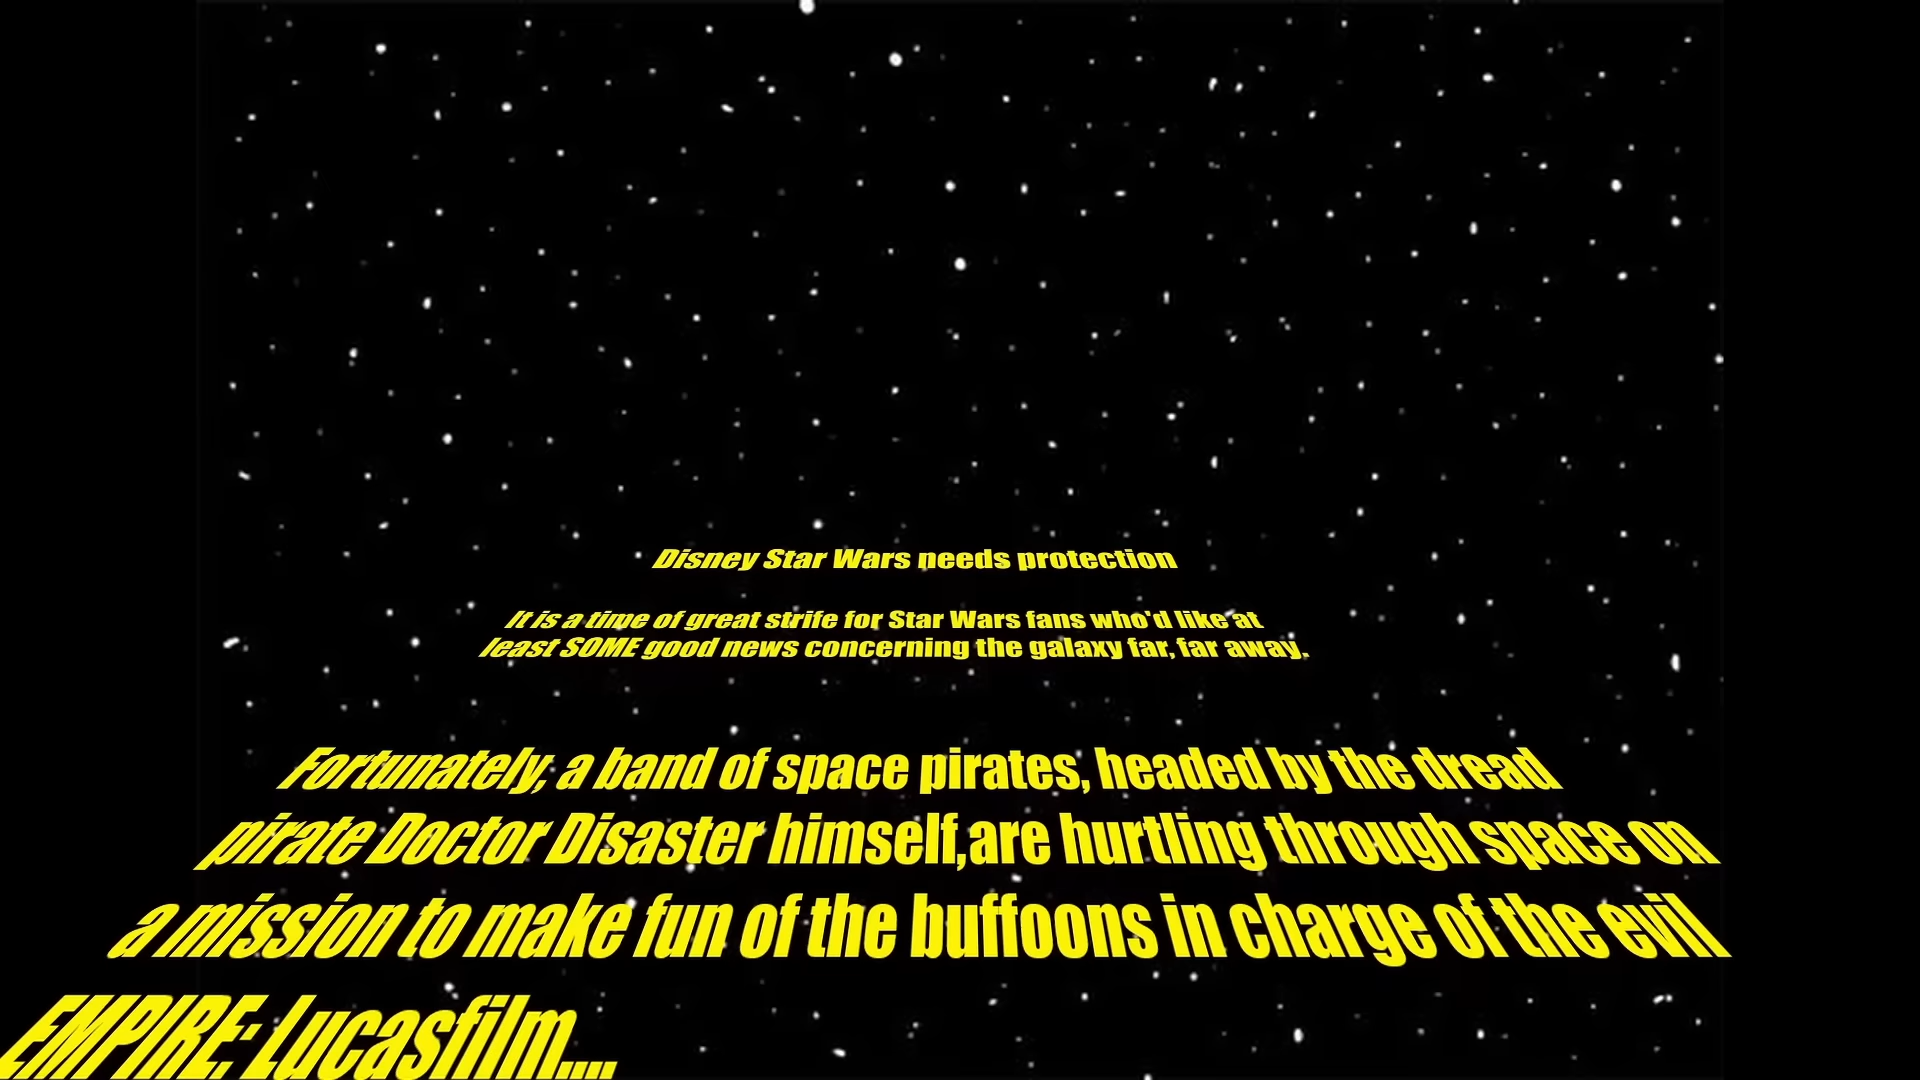 Disney Star Wars needs protection
It is a time of great strife for Star Wars fans who'd like at
least SOME good news concerning the galaxy far, far away.
Fortunately, a band of space pirates, headed by the dread
pirate Doctor Disaster himself,are hurtling through space on
a mission to make fun of the buffoons in charge of the evil
EMPIRE: Lucasfilm....